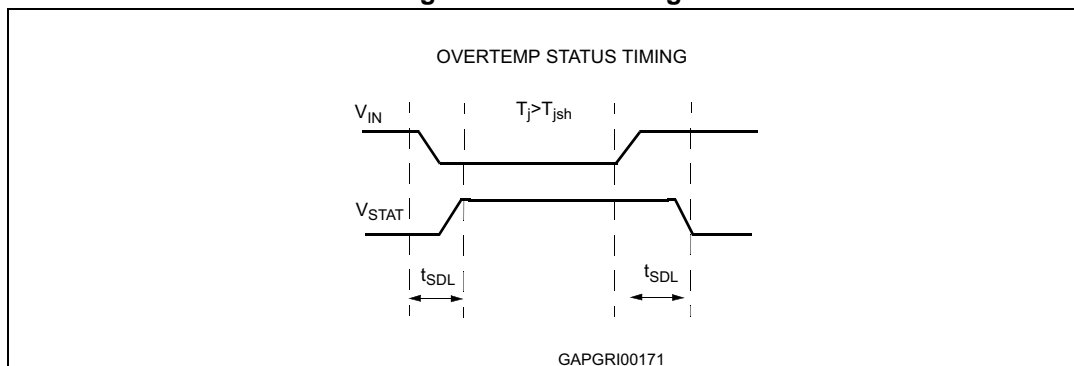 OVERTEMP STATUS TIMING
V_IN
T_j>T_jsh
V_STAT
t_SDL t_SDL
GAPGRI00171